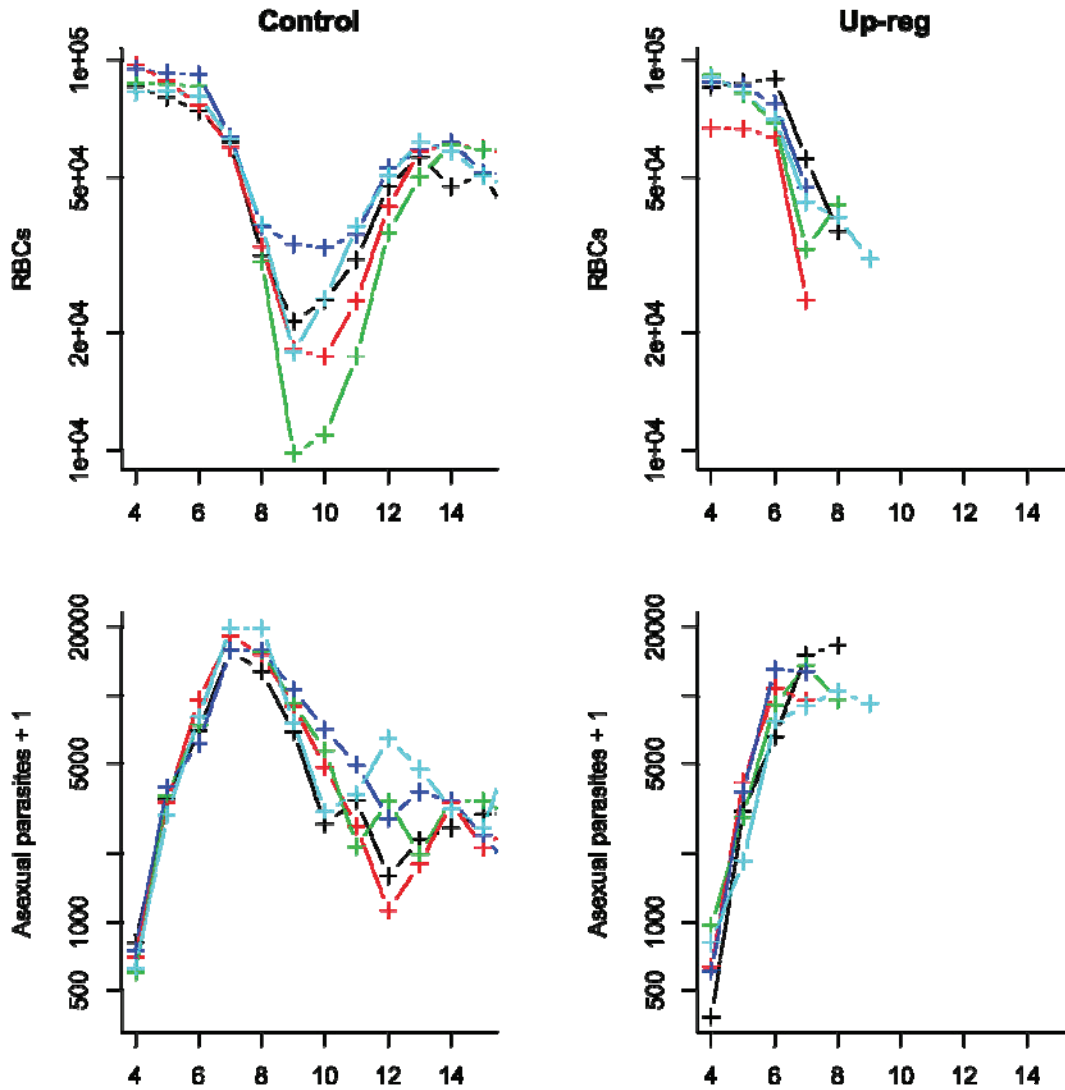 Control
Up-reg
RBCs
1e+05
5e+04
2e+04
1e+04
4 6 8 10 12 14
RBCs
1e+05
5e+04
2e+04
1e+04
4 6 8 10 12 14
Asexual parasites + 1
20000
5000
1000
500
4 6 8 10 12 14
Asexual parasites + 1
20000
5000
1000
500
4 6 8 10 12 14